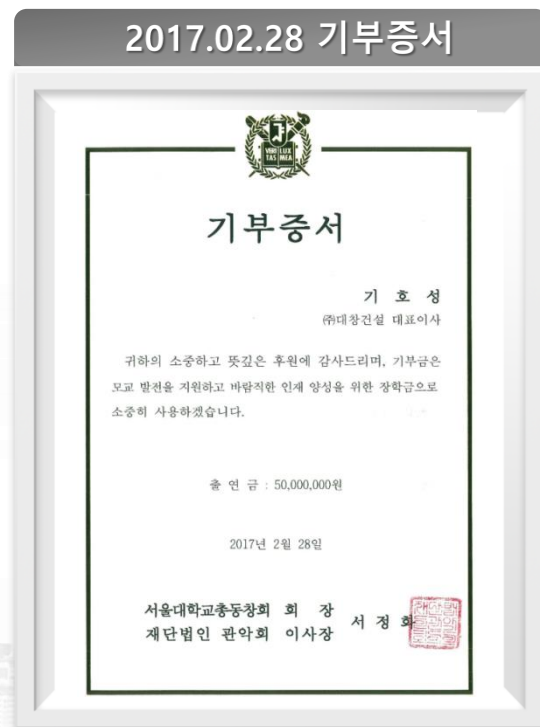 2017.02.28 기부증서
VERI LUX
TAS MEA
기부증서
기 호 성
㈜대창건설 대표이사
귀하의 소중하고 뜻깊은 후원에 감사드리며, 기부금은
모교 발전을 지원하고 바람직한 인재 양성을 위한 장학금으로
소중히 사용하겠습니다.
출 연 금 : 50,000,000원
2017년 2월 28일
서울대학교총동창회 회 장
재단법인 관악회 이사장
서 정 화